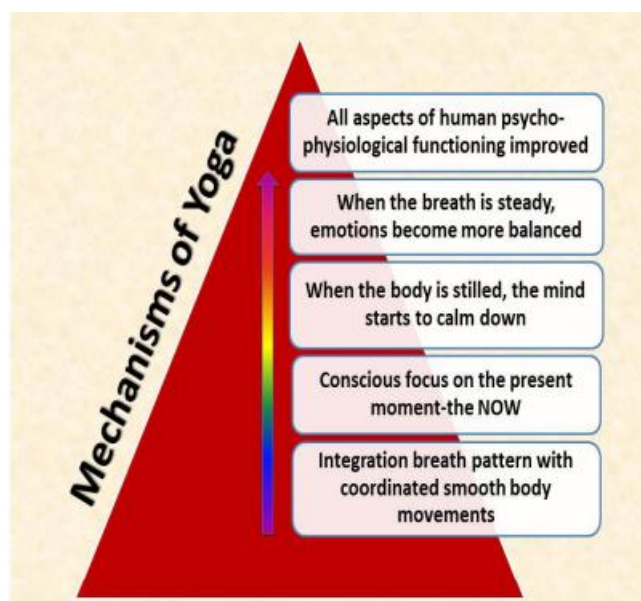 Mechanisms of Yoga
All aspects of human psycho-
physiological functioning improved
When the breath is steady,
emotions become more balanced
When the body is stilled, the mind
starts to calm down
Conscious focus on the present
moment-the NOW
Integration breath pattern with
coordinated smooth body
movements